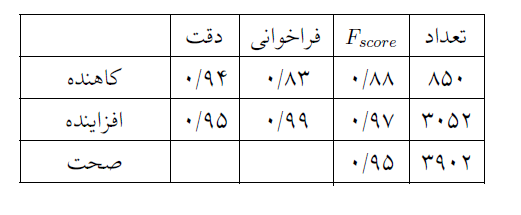 تعداد F_score فراخوانی دقت
کاهنده ۰/۹۴ ۰/۸۳ ۰/۸۸ ۸۵۰
افزاینده ۰/۹۵ ۰/۹۹ ۰/۹۷ ۳۰۵۲
صحت ۰/۹۵ ۳۹۰۲